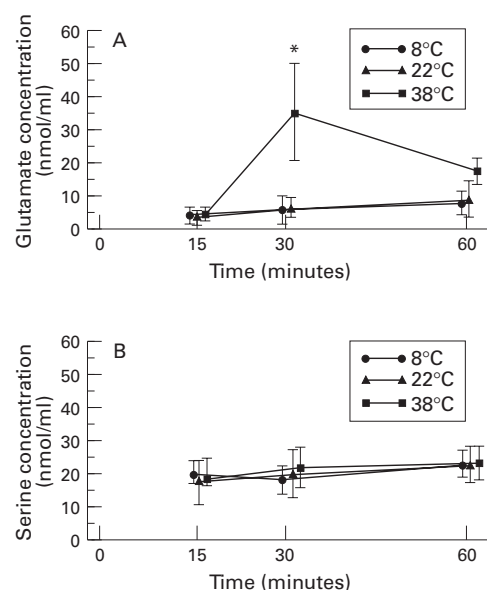 A
60
50
40
30
20
10
0
Glutamate concentration
(nmol/ml)
*
8°C
22°C
38°C
0 15 30 60
Time (minutes)
B
60
50
40
30
20
10
0
Serine concentration
(nmol/ml)
8°C
22°C
38°C
0 15 30 60
Time (minutes)